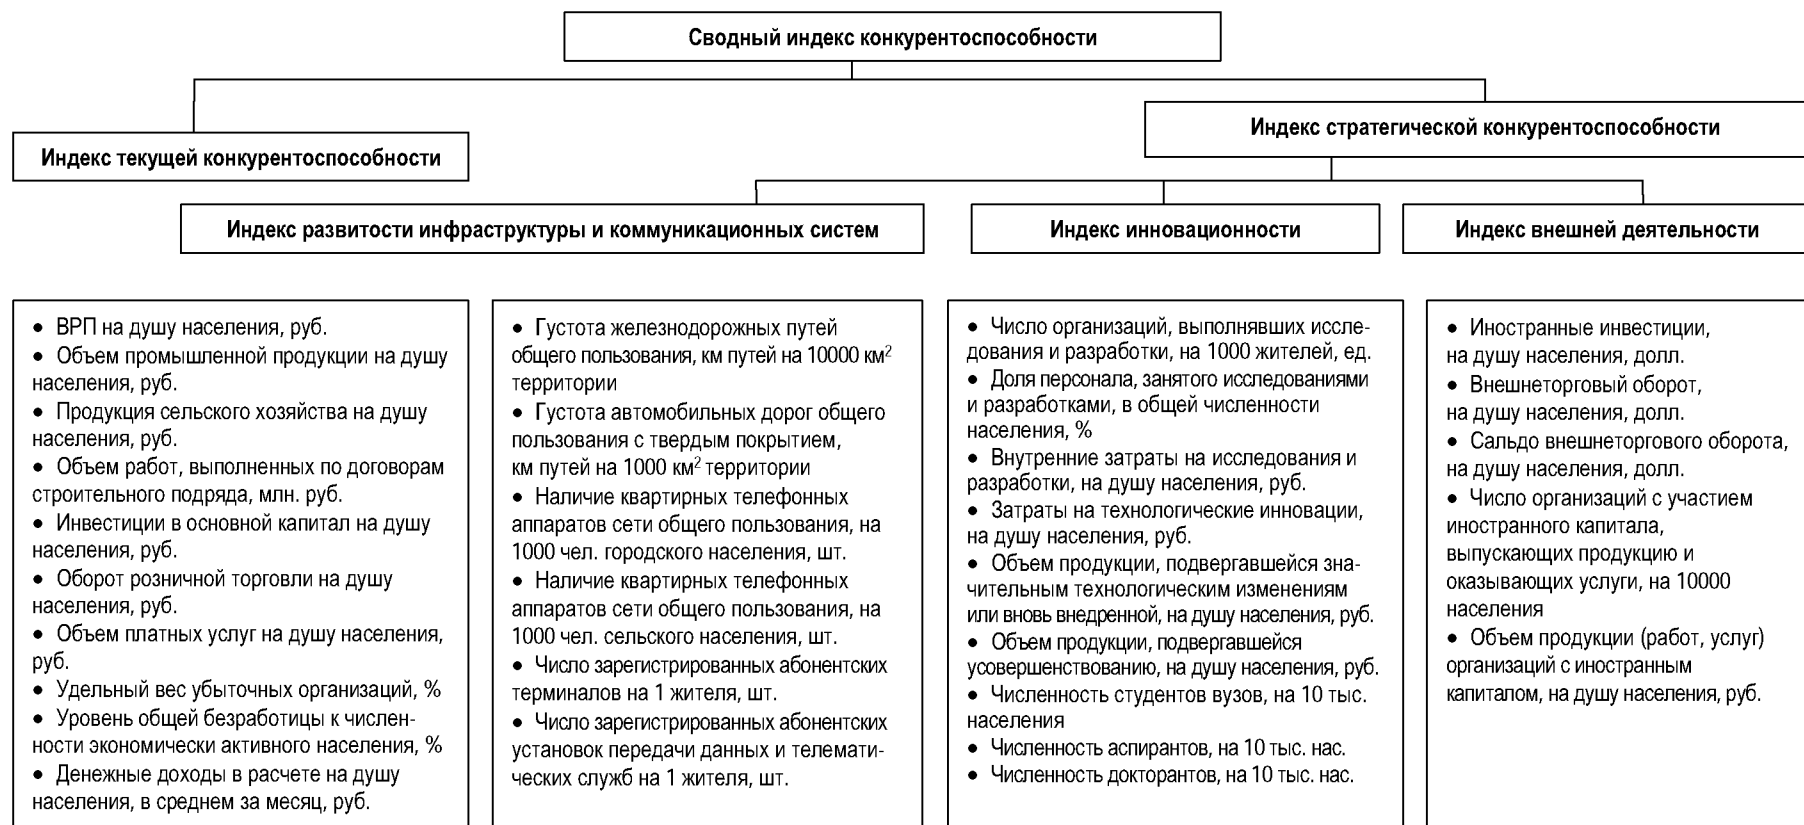 Сводный индекс конкурентоспособности
Индекс стратегической конкурентоспособности
Индекс текущей конкурентоспособности
Индекс развитости инфраструктуры и коммуникационных систем
Индекс инновационности
Индекс внешней деятельности
• ВРП на душу населения, руб.
• Объем промышленной продукции на душу
населения, руб.
• Продукция сельского хозяйства на душу
населения, руб.
• Объем работ, выполненных по договорам
строительного подряда, млн. руб.
• Инвестиции в основной капитал на душу
населения, руб.
• Оборот розничной торговли на душу
населения, руб.
• Объем платных услуг на душу населения,
руб.
• Удельный вес убыточных организаций, %
• Уровень общей безработицы к числен-
ности экономически активного населения, %
• Денежные доходы в расчете на душу
населения, в среднем за месяц, руб.
• Густота железнодорожных путей
общего пользования, км путей на 10000 км²
территории
• Густота автомобильных дорог общего
пользования с твердым покрытием,
км путей на 1000 км² территории
• Наличие квартирных телефонных
аппаратов сети общего пользования, на
1000 чел. городского населения, шт.
• Наличие квартирных телефонных
аппаратов сети общего пользования, на
1000 чел. сельского населения, шт.
• Число зарегистрированных абонентских
терминалов на 1 жителя, шт.
• Число зарегистрированных абонентских
установок передачи данных и телемати-
ческих служб на 1 жителя, шт.
• Число организаций, выполнявших иссле-
дования и разработки, на 1000 жителей, ед.
• Доля персонала, занятого исследованиями
и разработками, в общей численности
населения, %
• Внутренние затраты на исследования и
разработки, на душу населения, руб.
• Затраты на технологические инновации,
на душу населения, руб.
• Объем продукции, подвергавшейся зна-
чительным технологическим изменениям
или вновь внедренной, на душу населения, руб.
• Объем продукции, подвергавшейся
усовершенствованию, на душу населения, руб.
• Численность студентов вузов, на 10 тыс.
населения
• Численность аспирантов, на 10 тыс. нас.
• Численность докторантов, на 10 тыс. нас.
• Иностранные инвестиции,
на душу населения, долл.
• Внешнеторговый оборот,
на душу населения, долл.
• Сальдо внешнеторгового оборота,
на душу населения, долл.
• Число организаций с участием
иностранного капитала,
выпускающих продукцию и
оказывающих услуги, на 10000
населения
• Объем продукции (работ, услуг)
организаций с иностранным
капиталом, на душу населения, руб.